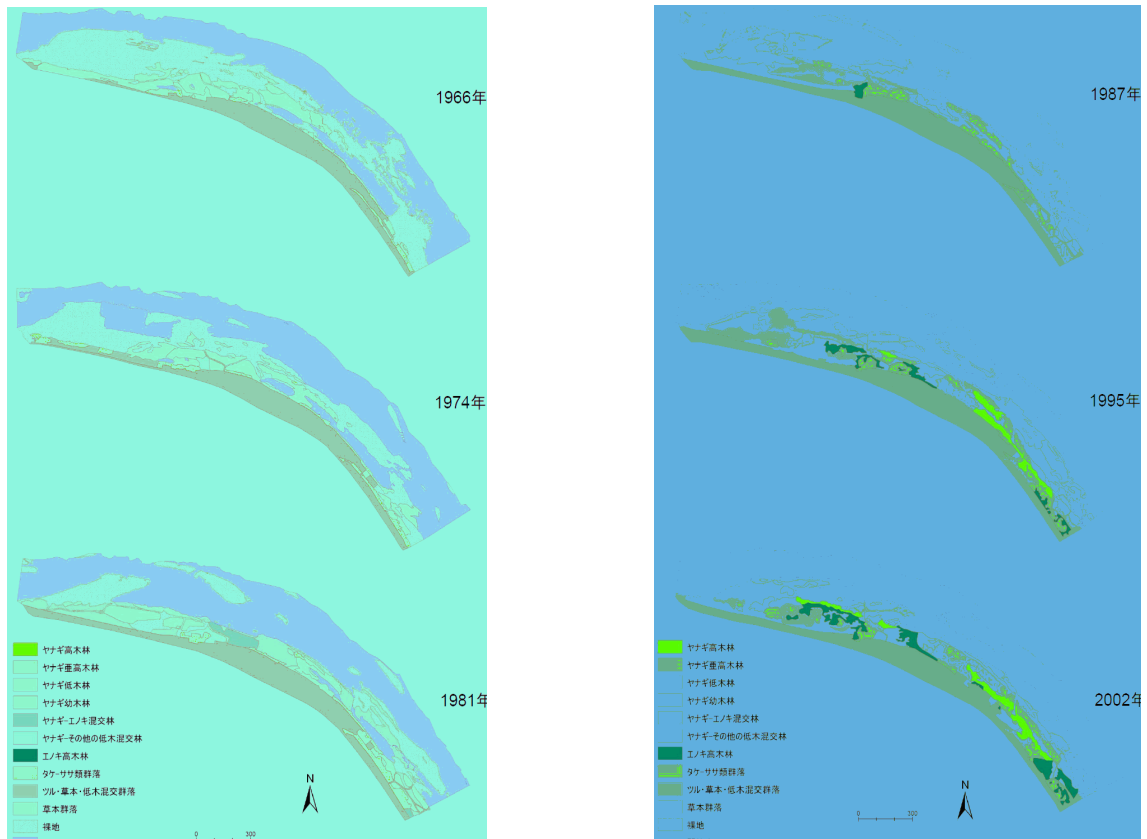 1966年
1974年
1981年
ヤナギ高木林
ヤナギ亜高木林
ヤナギ低木林
ヤナギ幼木林
ヤナギ-エノキ混交林
ヤナギ-その他の低木混交林
エノキ高木林
タケ-ササ類群落
ツル・草本・低木混交群落
草本群落
裸地
N
0 300
1987年
1995年
2002年
ヤナギ高木林
ヤナギ亜高木林
ヤナギ低木林
ヤナギ幼木林
ヤナギ-エノキ混交林
ヤナギ-その他の低木混交林
エノキ高木林
タケ-ササ類群落
ツル・草本・低木混交群落
草本群落
裸地
N
0 300